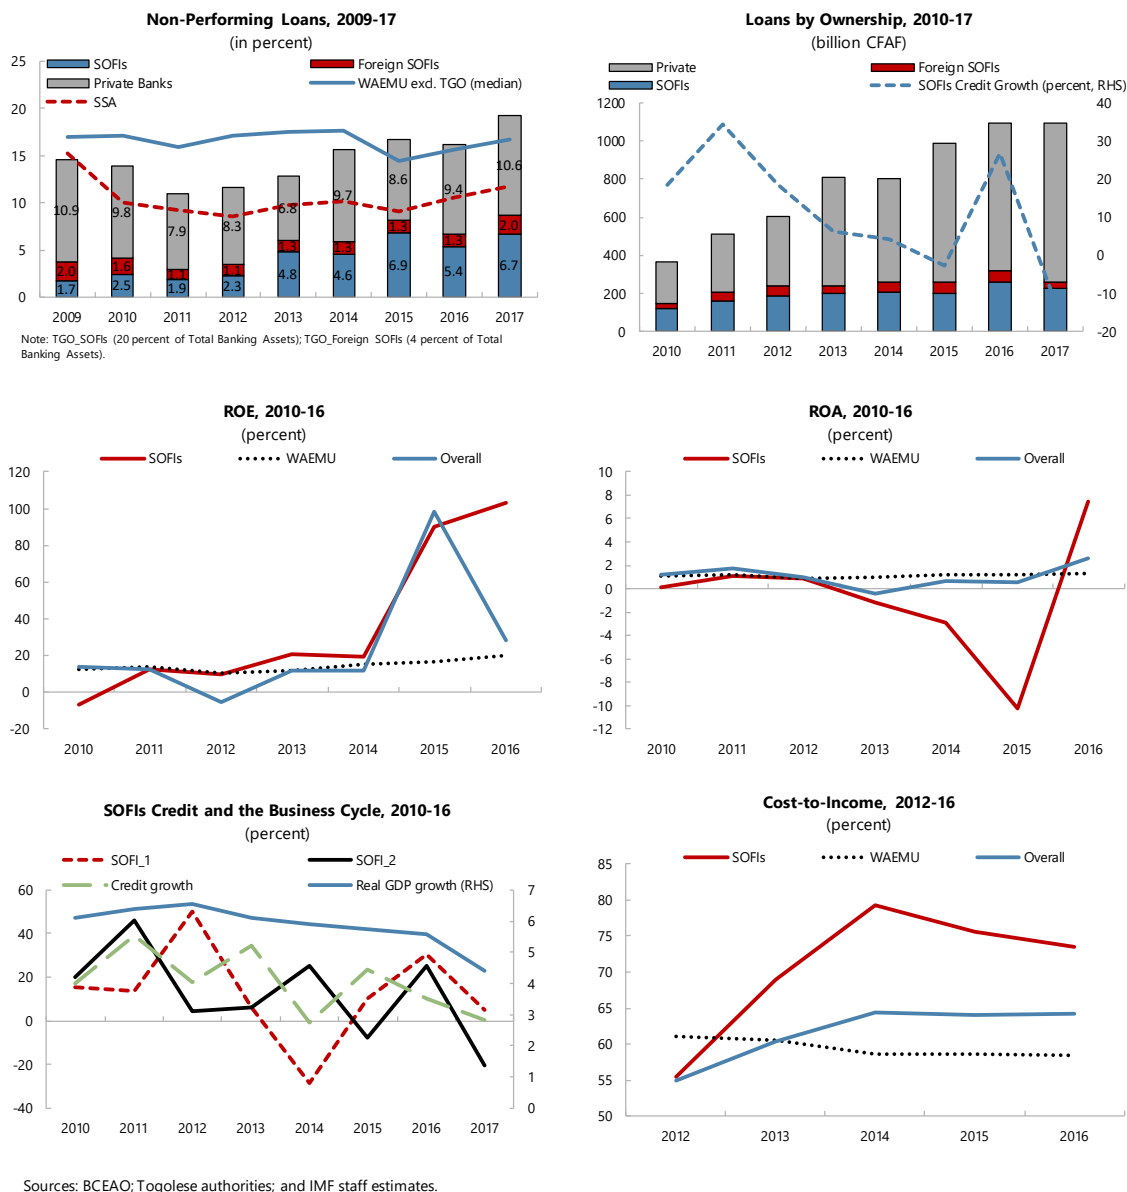 Non-Performing Loans, 2009-17
(in percent)
SOFIs
Foreign SOFIs
Private Banks
WAEMU excl. TGO (median)
SSA
25
20
15
10
5
0
10.9
9.8
7.9
8.3
6.8
9.7
8.6
9.4
10.6
2.0
1.6
1.1
1.1
1.3
1.3
1.3
1.3
2.0
1.7
2.5
1.9
2.3
4.8
4.6
6.9
5.4
6.7
2009 2010 2011 2012 2013 2014 2015 2016 2017
Note: TGO_SOFIs (20 percent of Total Banking Assets); TGO_Foreign SOFIs (4 percent of Total
Banking Assets).
Loans by Ownership, 2010-17
(billion CFAF)
Private
Foreign SOFIs
SOFIs
SOFIs Credit Growth (percent, RHS)
1200
1000
800
600
400
200
0
40
30
20
10
0
-10
-20
2010 2011 2012 2013 2014 2015 2016 2017
ROE, 2010-16
(percent)
SOFIs
WAEMU
Overall
120
100
80
60
40
20
0
-20
2010 2011 2012 2013 2014 2015 2016
ROA, 2010-16
(percent)
SOFIs
WAEMU
Overall
10
8
6
4
2
0
-2
-4
-6
-8
-10
-12
2010 2011 2012 2013 2014 2015 2016
SOFIs Credit and the Business Cycle, 2010-16
(percent)
SOFI_1
SOFI_2
Credit growth
Real GDP growth (RHS)
60
40
20
0
-20
-40
7
6
5
4
3
2
1
0
2010 2011 2012 2013 2014 2015 2016 2017
Cost-to-Income, 2012-16
(percent)
SOFIs
WAEMU
Overall
85
80
75
70
65
60
55
50
2012 2013 2014 2015 2016
Sources: BCEAO; Togolese authorities; and IMF staff estimates.